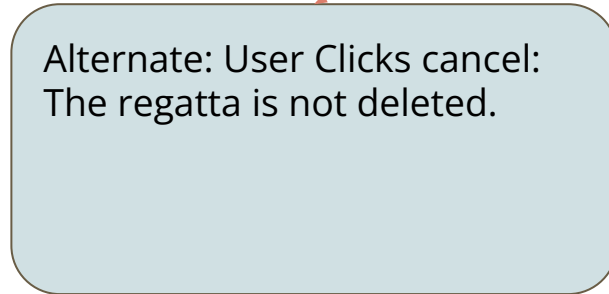 Alternate: User Clicks cancel:
The regatta is not deleted.